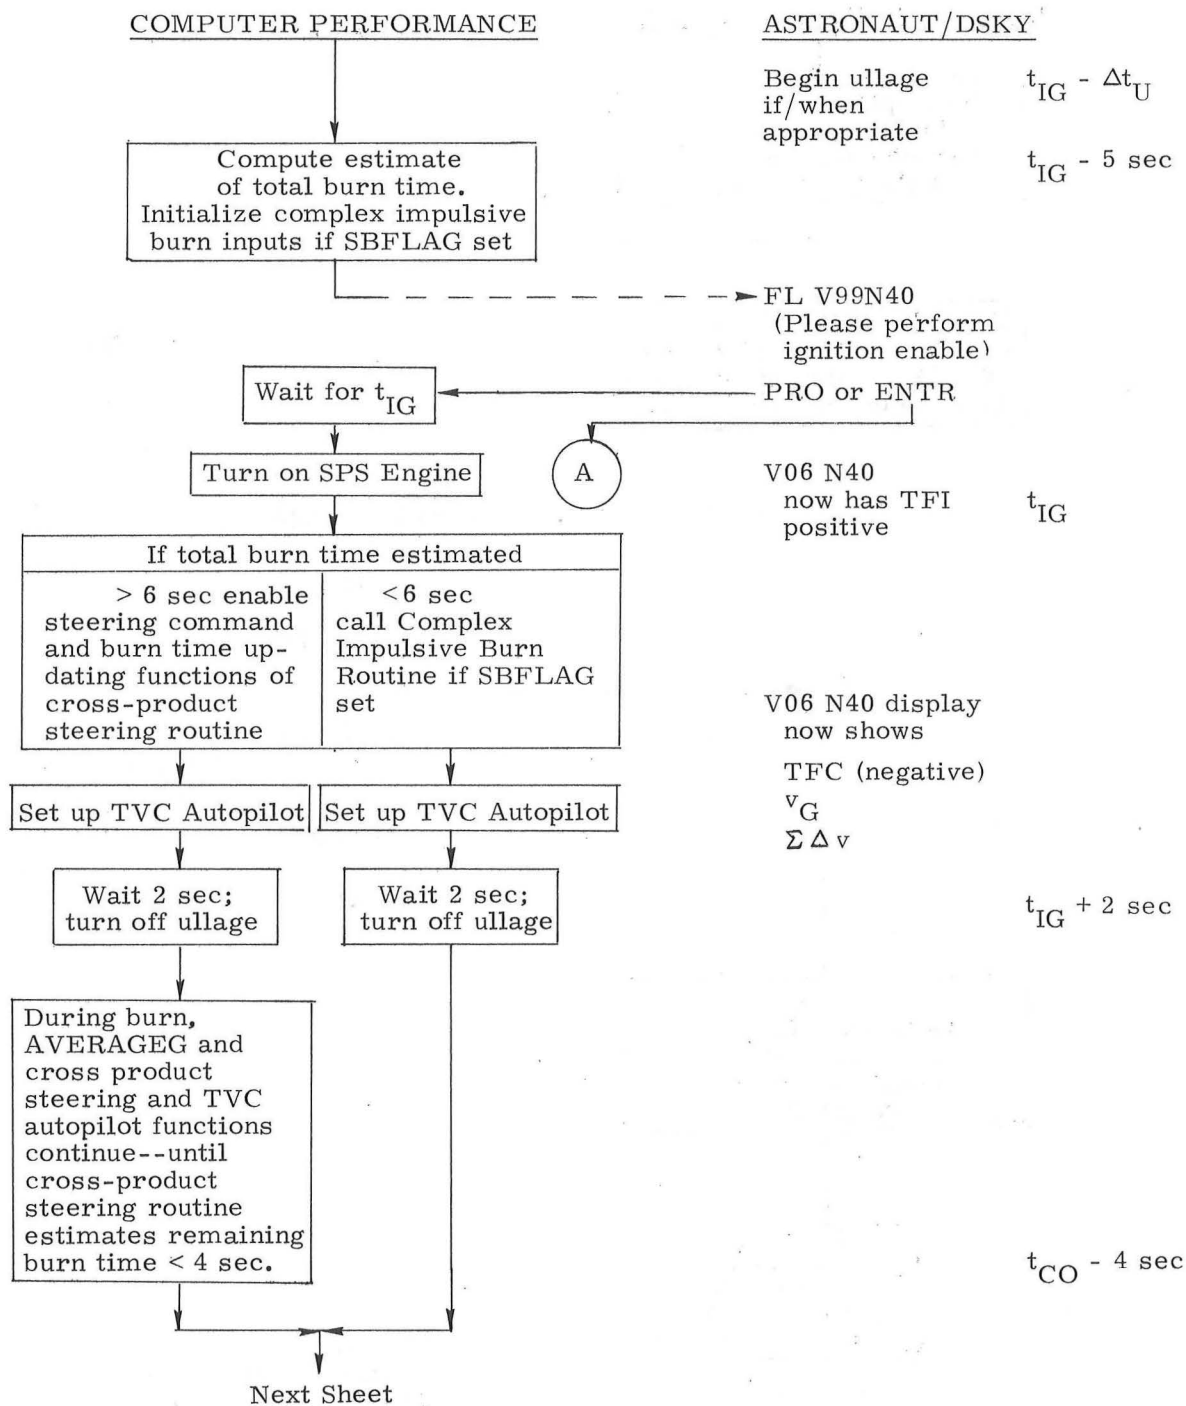 COMPUTER PERFORMANCE
ASTRONAUT/DSKY
Begin ullage
if/when
appropriate
t_IG - Δt_U
t_IG - 5 sec
Compute estimate
of total burn time.
Initialize complex impulsive
burn inputs if SBFLAG set
FL V99N40
(Please perform
ignition enable)
Wait for t_IG
PRO or ENTR
Turn on SPS Engine
A
V06 N40
now has TFI
positive
t_IG
If total burn time estimated
> 6 sec enable
steering command
and burn time up-
dating functions of
cross-product
steering routine
<6 sec
call Complex
Impulsive Burn
Routine if SBFLAG
set
V06 N40 display
now shows
TFC (negative)
v_G
Σ Δ v
Set up TVC Autopilot
Set up TVC Autopilot
Wait 2 sec;
turn off ullage
Wait 2 sec;
turn off ullage
t_IG + 2 sec
During burn,
AVERAGEG and
cross product
steering and TVC
autopilot functions
continue--until
cross-product
steering routine
estimates remaining
burn time < 4 sec.
t_CO - 4 sec
Next Sheet